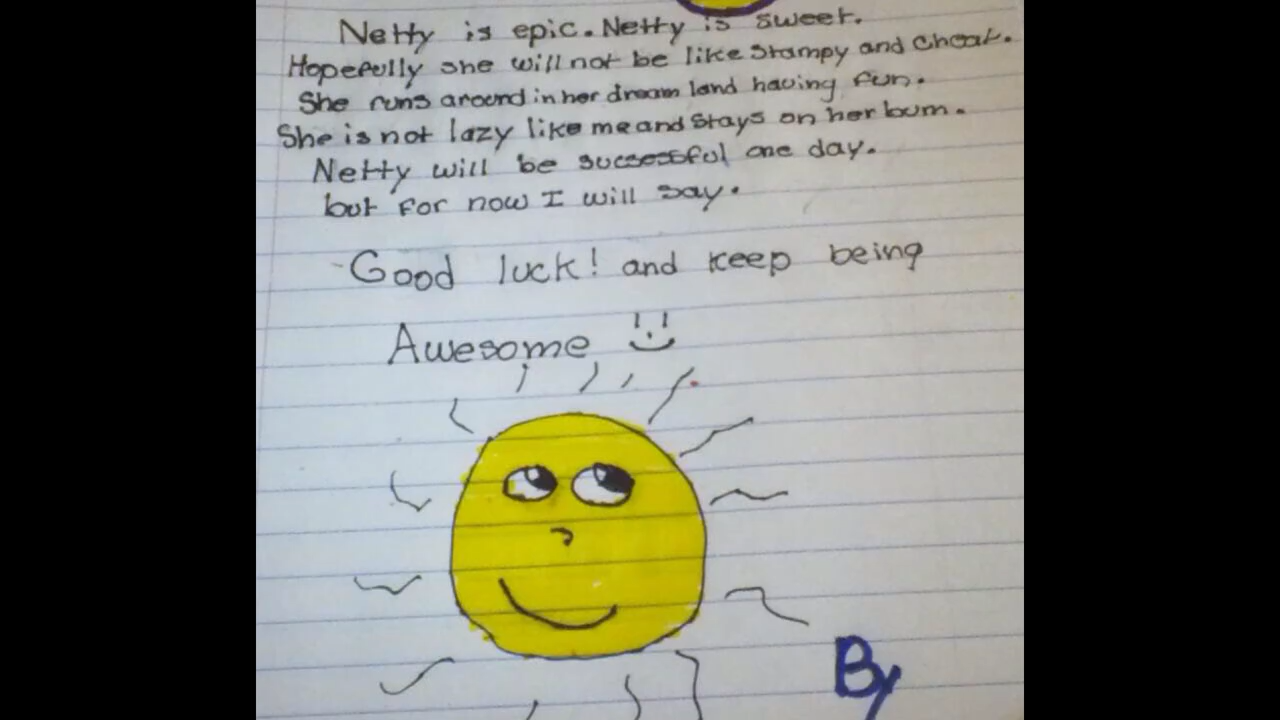 Netty is epic. Netty is sweet.
Hopefully she will not be like Stampy and cheat.
She runs around in her dream land having fun.
She is not lazy like me and stays on her bum.
Netty will be successful one day.
but for now I will say.
Good luck! and keep being
Awesome
By